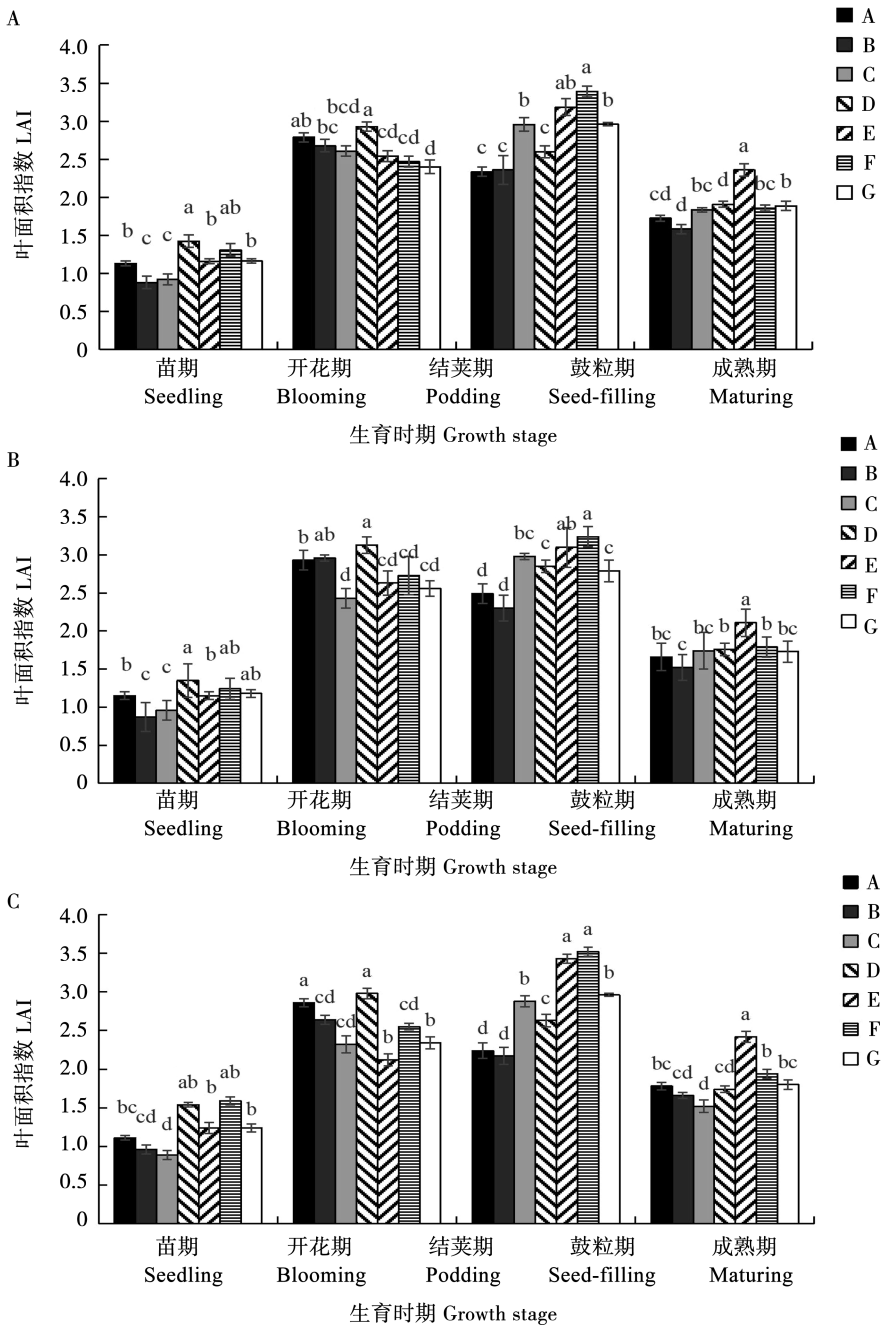 A
A
B
C
D
E
F
G
叶面积指数 LAI
4.0
3.5
3.0
2.5
2.0
1.5
1.0
0.5
0
b c c a b ab b
ab bc bcd a cd cd d
c c b c ab a b
cd d bc d a bc b
苗期 开花期 结荚期 鼓粒期 成熟期
Seedling Blooming Podding Seed-filling Maturing
生育时期 Growth stage
B
A
B
C
D
E
F
G
叶面积指数 LAI
4.0
3.5
3.0
2.5
2.0
1.5
1.0
0.5
0
b c c a b ab ab
b ab d a cd cd cd
d d bc c ab a c
bc c bc b a b bc
苗期 开花期 结荚期 鼓粒期 成熟期
Seedling Blooming Podding Seed-filling Maturing
生育时期 Growth stage
C
A
B
C
D
E
F
G
叶面积指数 LAI
4.0
3.5
3.0
2.5
2.0
1.5
1.0
0.5
0
bc cd d ab b ab b
a cd cd a b cd b
d d b c a a b
bc cd d cd a b bc
苗期 开花期 结荚期 鼓粒期 成熟期
Seedling Blooming Podding Seed-filling Maturing
生育时期 Growth stage